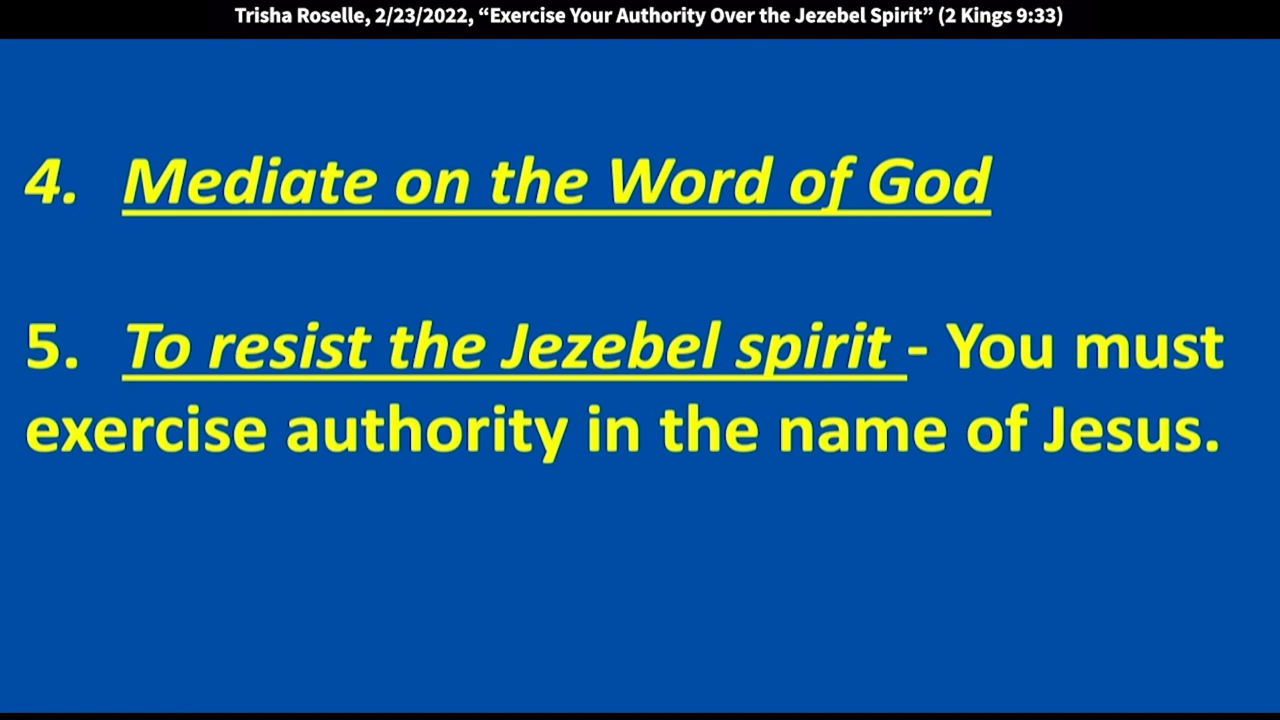 Trisha Roselle, 2/23/2022, “Exercise Your Authority Over the Jezebel Spirit” (2 Kings 9:33)
4. Mediate on the Word of God
5. To resist the Jezebel spirit - You must
exercise authority in the name of Jesus.